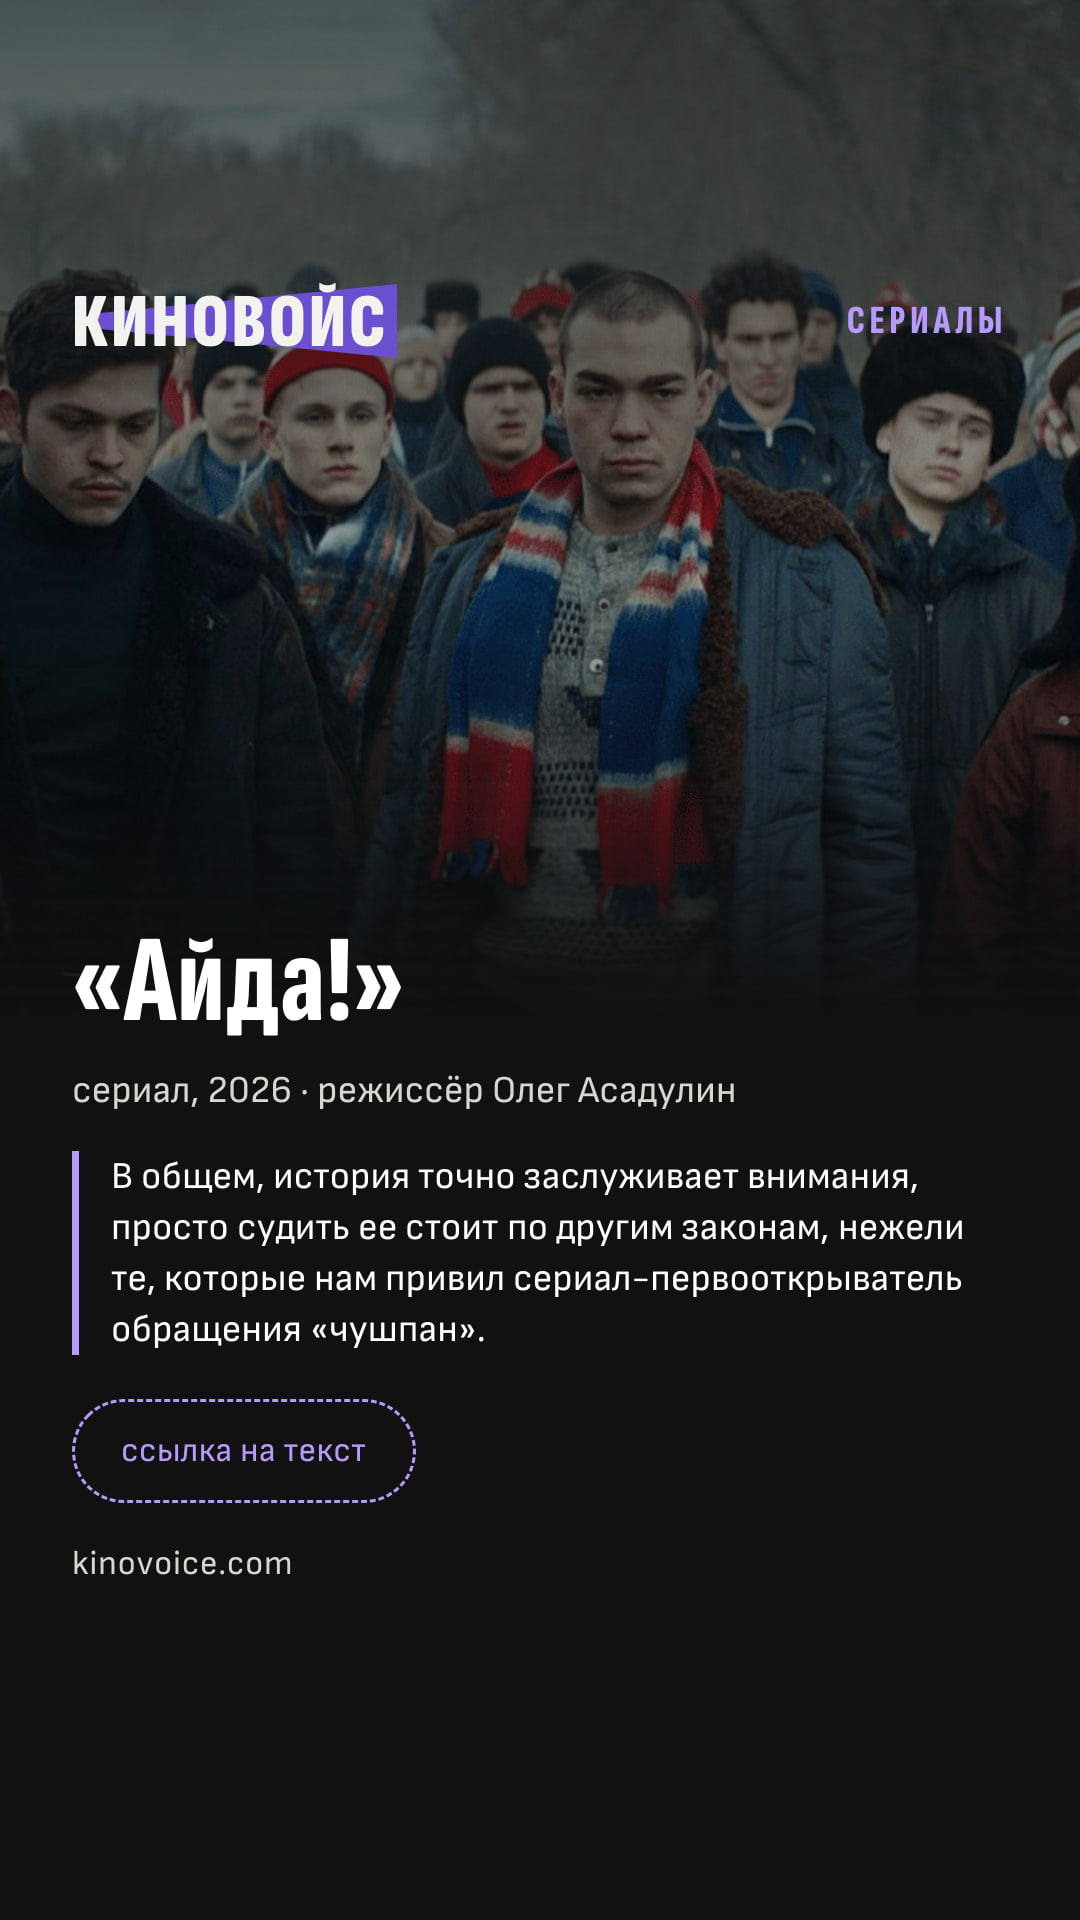 КИНОВОЙС
СЕРИАЛЫ
«Айда!»
сериал, 2026 · режиссёр Олег Асадулин
В общем, история точно заслуживает внимания,
просто судить ее стоит по другим законам, нежели
те, которые нам привил сериал-первооткрыватель
обращения «чушпан».
ссылка на текст
kinovoice.com